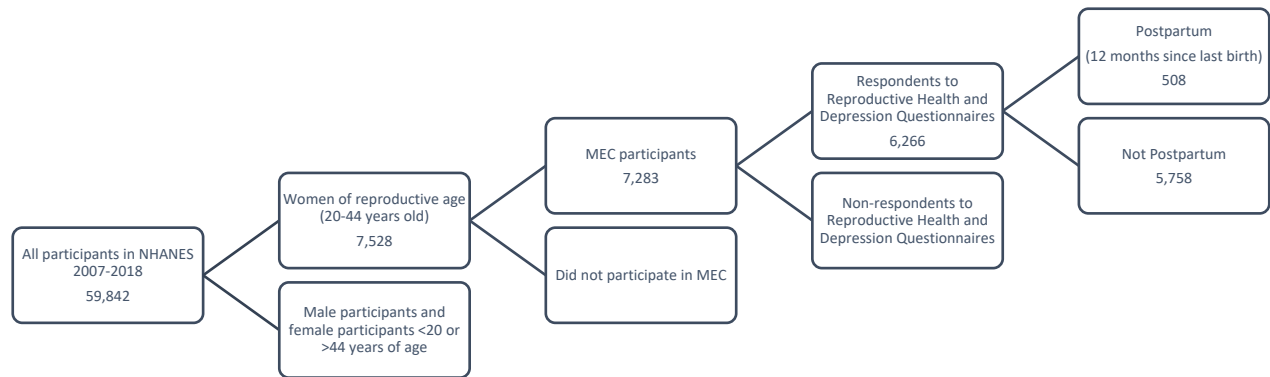 All participants in NHANES
2007-2018
59,842
Women of reproductive age
(20-44 years old)
7,528
Male participants and
female participants <20 or
>44 years of age
MEC participants
7,283
Did not participate in MEC
Respondents to
Reproductive Health and
Depression Questionnaires
6,266
Non-respondents to
Reproductive Health and
Depression Questionnaires
Postpartum
(12 months since last birth)
508
Not Postpartum
5,758